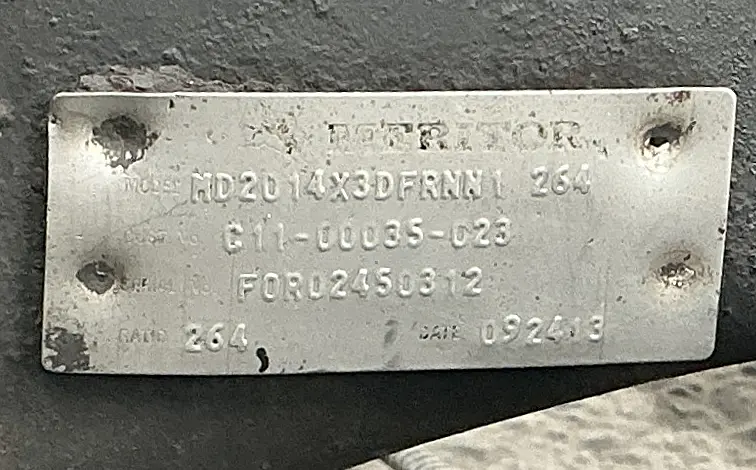 MERITOR
MODEL MD2014X3DFRNN1 264
CUST NO. C11-00035-023
SERIAL NO. FOR02450312
RATIO 264 DATE 092413